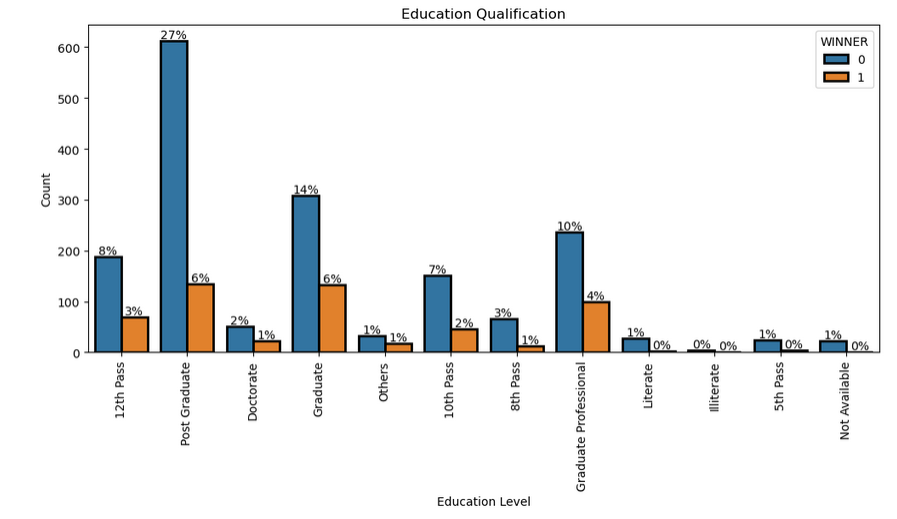 Education Qualification
WINNER
0
1
Count
600
500
400
300
200
100
0
8%
3%
27%
6%
2%
1%
14%
6%
1%
1%
7%
2%
3%
1%
10%
4%
1%
0%
0%
0%
1%
0%
1%
0%
12th Pass
Post Graduate
Doctorate
Graduate
Others
10th Pass
8th Pass
Graduate Professional
Literate
Illiterate
5th Pass
Not Available
Education Level